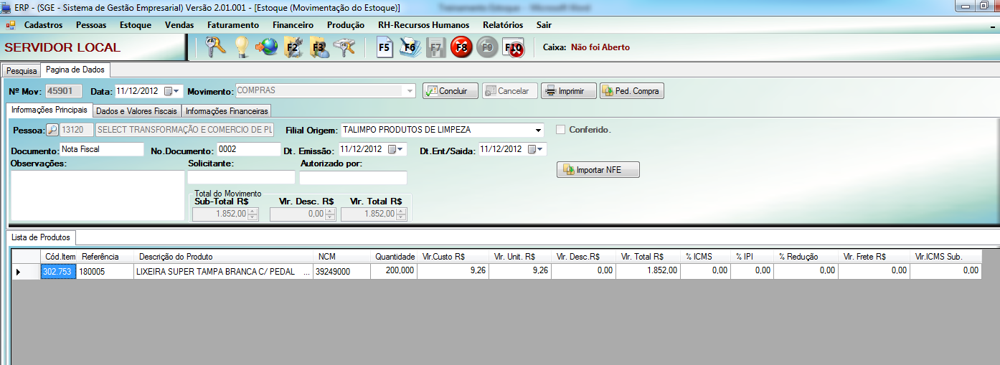 ERP - (SGE - Sistema de Gestão Empresarial) Versão 2.01.001 - [Estoque (Movimentação do Estoque)]
Treinamento Estoque - Microsoft Word
Cadastros Pessoas Estoque Vendas Faturamento Financeiro Produção RH-Recursos Humanos Relatórios Sair
SERVIDOR LOCAL F2 F3 F5 F6 F7 F8 F9 F10 Caixa: Não foi Aberto
Pesquisa Pagina de Dados
Nº Mov: 45901 Data: 11/12/2012 Movimento: COMPRAS Concluir Cancelar Imprimir Ped. Compra
Informações Principais Dados e Valores Fiscais Informações Financeiras
Pessoa: 13120 SELECT TRANSFORMAÇÃO E COMERCIO DE PL Filial Origem: TALIMPO PRODUTOS DE LIMPEZA Conferido.
Documento: Nota Fiscal No.Documento: 0002 Dt. Emissão: 11/12/2012 Dt.Ent/Saida: 11/12/2012
Observações: Solicitante: Autorizado por:
Importar NFE
Total do Movimento
Sub-Total R$ Vlr. Desc. R$ Vlr. Total R$
1.852,00 0,00 1.852,00
Lista de Produtos
Cód.Item Referência Descrição do Produto NCM Quantidade Vlr.Custo R$ Vlr. Unit. R$ Vlr. Desc.R$ Vlr. Total R$ % ICMS % IPI % Redução Vlr. Frete R$ Vlr.ICMS Sub.
302.753 180005 LIXEIRA SUPER TAMPA BRANCA C/ PEDAL ... 39249000 200,000 9,26 9,26 0,00 1.852,00 0,00 0,00 0,00 0,00 0,00